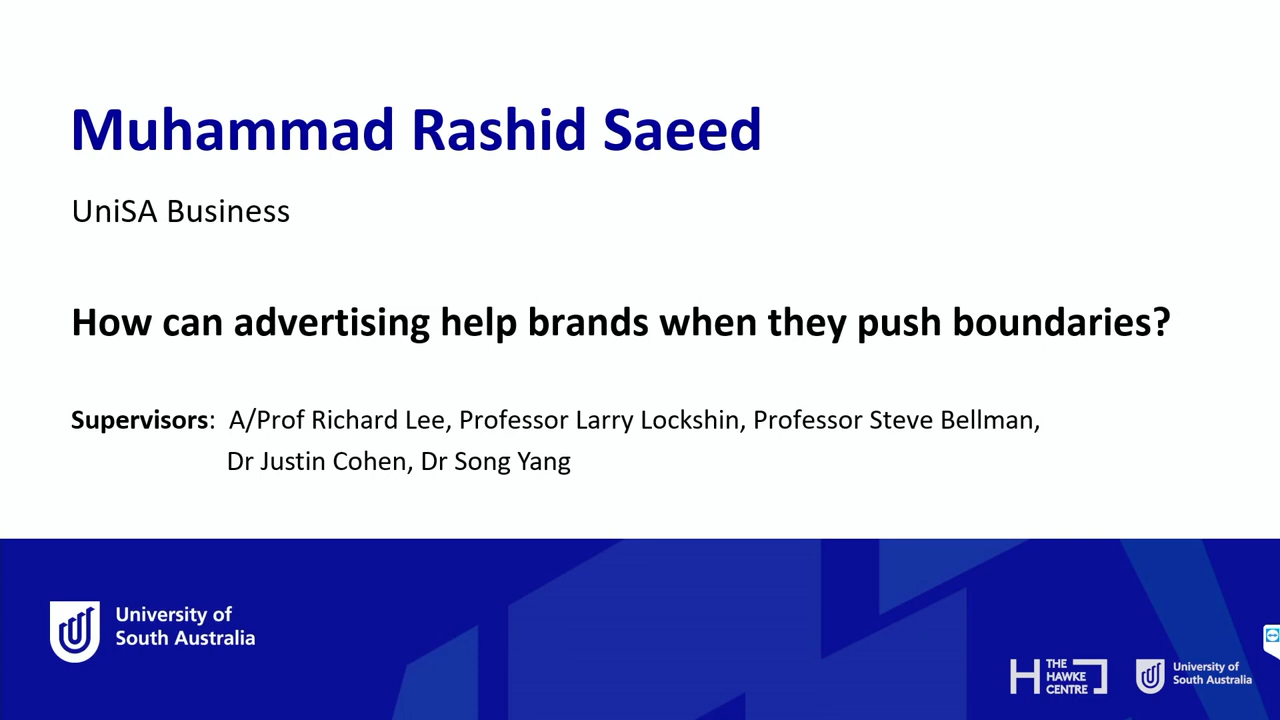 Muhammad Rashid Saeed
UniSA Business
How can advertising help brands when they push boundaries?
Supervisors: A/Prof Richard Lee, Professor Larry Lockshin, Professor Steve Bellman,
Dr Justin Cohen, Dr Song Yang
University of
South Australia
H THE
HAWKE
CENTRE
University of
South Australia